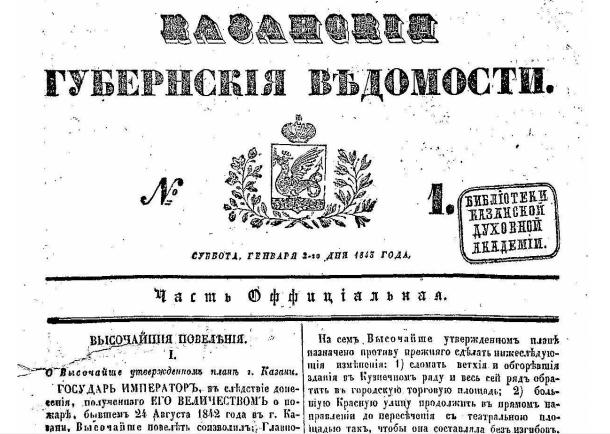 КАЗАНСКІЯ
ГУБЕРНСКІЯ ВѢДОМОСТИ.
№ 1.
БИБЛІОТЕКИ
КАЗАНСКОЙ
ДУХОВНОЙ
АКАДЕМІИ.
СУББОТА, ГЕНВАРЯ 2-го ДНЯ 1843 ГОДА,
Часть Оффиціальная.
ВЫСОЧАЙШІЯ ПОВЕЛѢНІЯ.
I.
О Высочайше утвержденномъ планѣ г. Казани.
ГОСУДАРЬ ИМПЕРАТОРЪ, въ слѣдствіе доне-
сенія, полученнаго ЕГО ВЕЛИЧЕСТВОМЪ о по-
жарѣ, бывшемъ 24 Августа 1842 года въ г. Ка-
зани, Высочайше повелѣть соизволилъ: Главно-
На семъ Высочайше утвержденномъ планѣ
назначено противу прежняго сдѣлать нижеслѣдую-
щія измѣненія: 1) сломать ветхія и обгорѣвшія
зданія въ Кузнечномъ ряду и весь сей рядъ обра-
тить въ городскую торговую площадь; 2) боль-
шую Красную улицу продолжить въ прямомъ на-
правленіи до пересѣченія съ театральною пло-
щадью такъ, чтобы она составляла безъ изгибовъ,